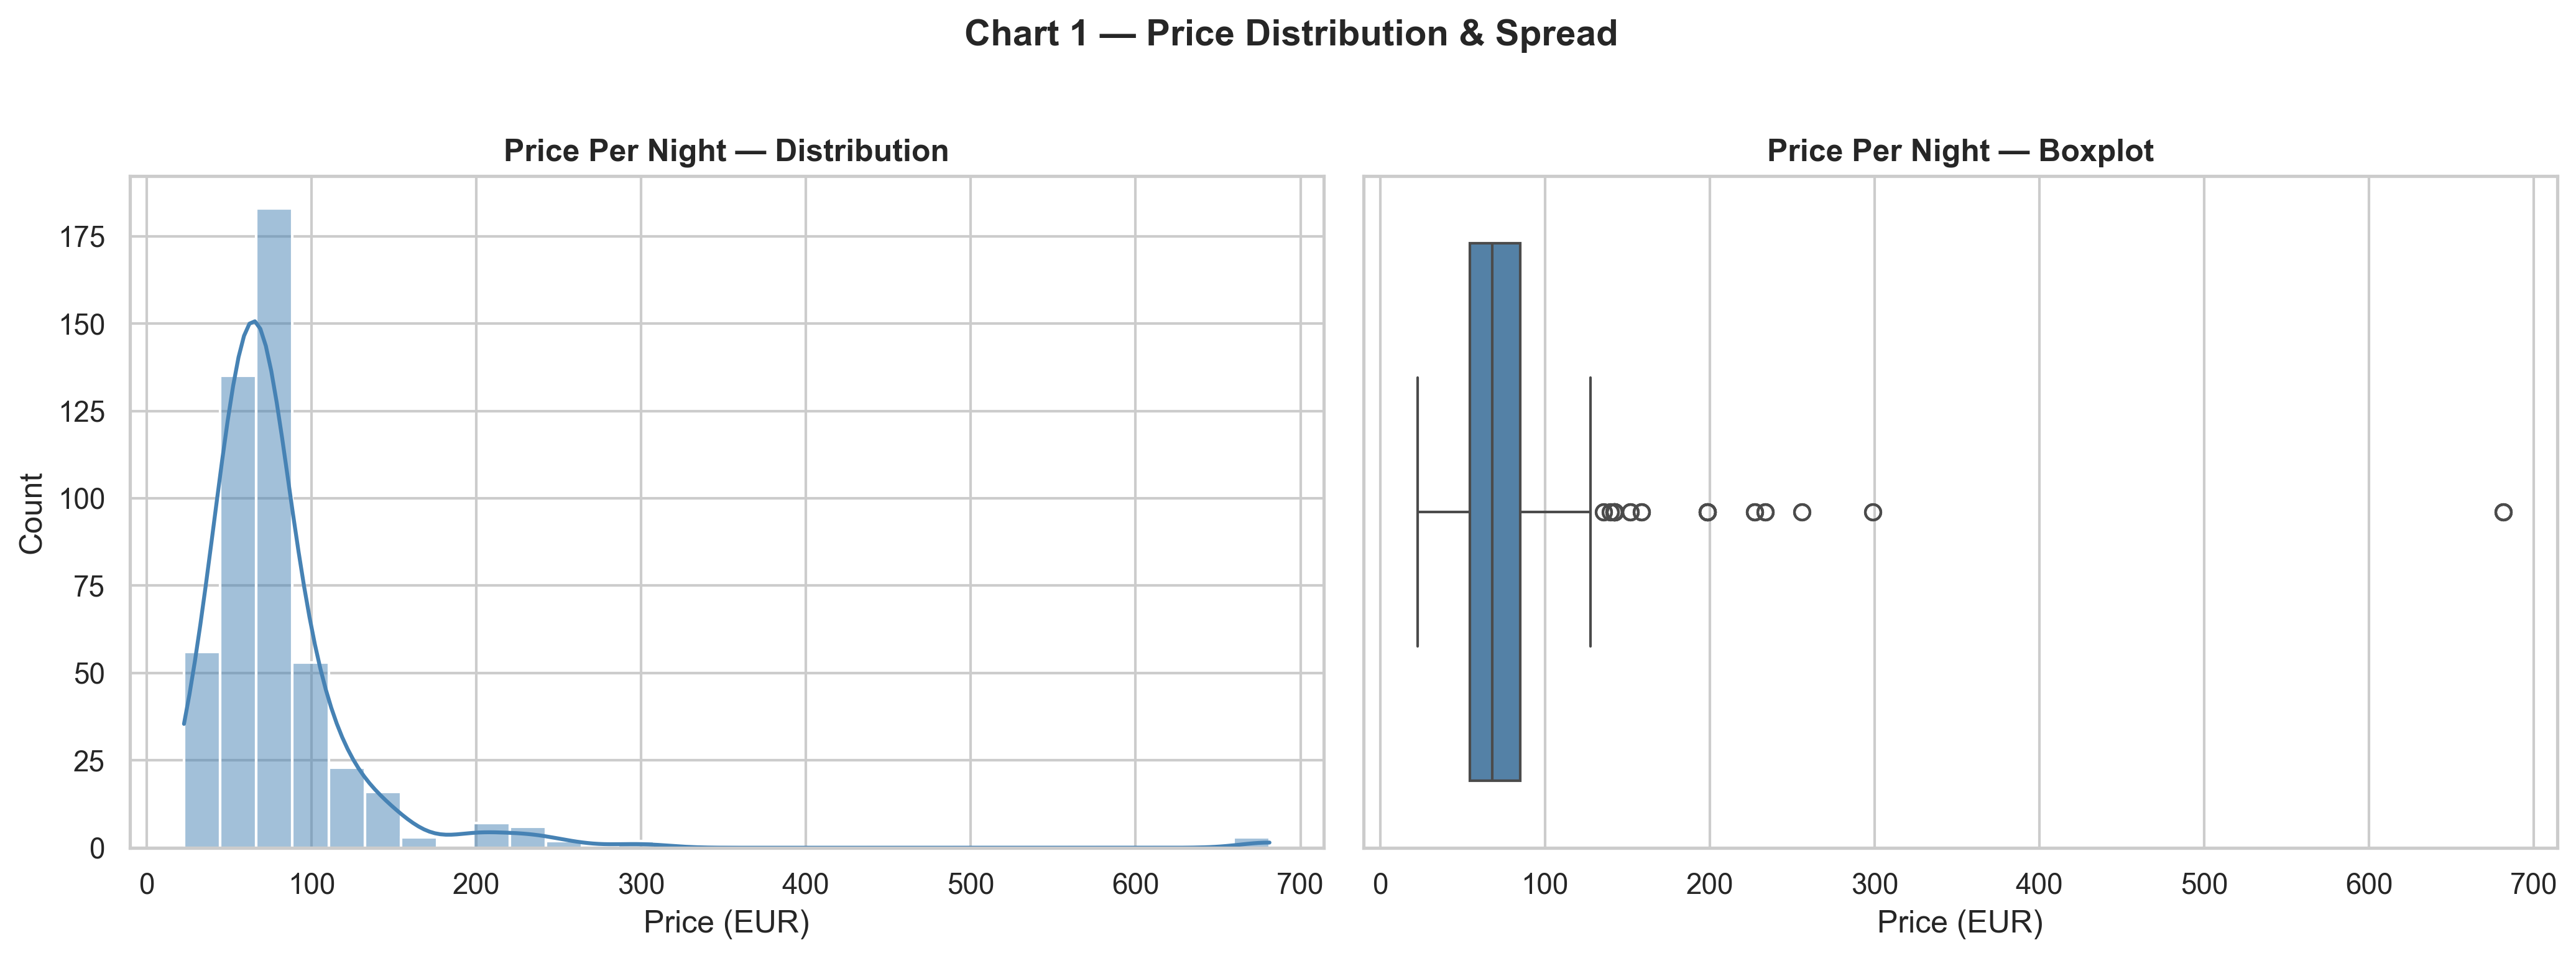 Chart 1 — Price Distribution & Spread
Price Per Night — Distribution
175
150
125
100
75
50
25
0
Count
0 100 200 300 400 500 600 700
Price (EUR)
Price Per Night — Boxplot
0 100 200 300 400 500 600 700
Price (EUR)